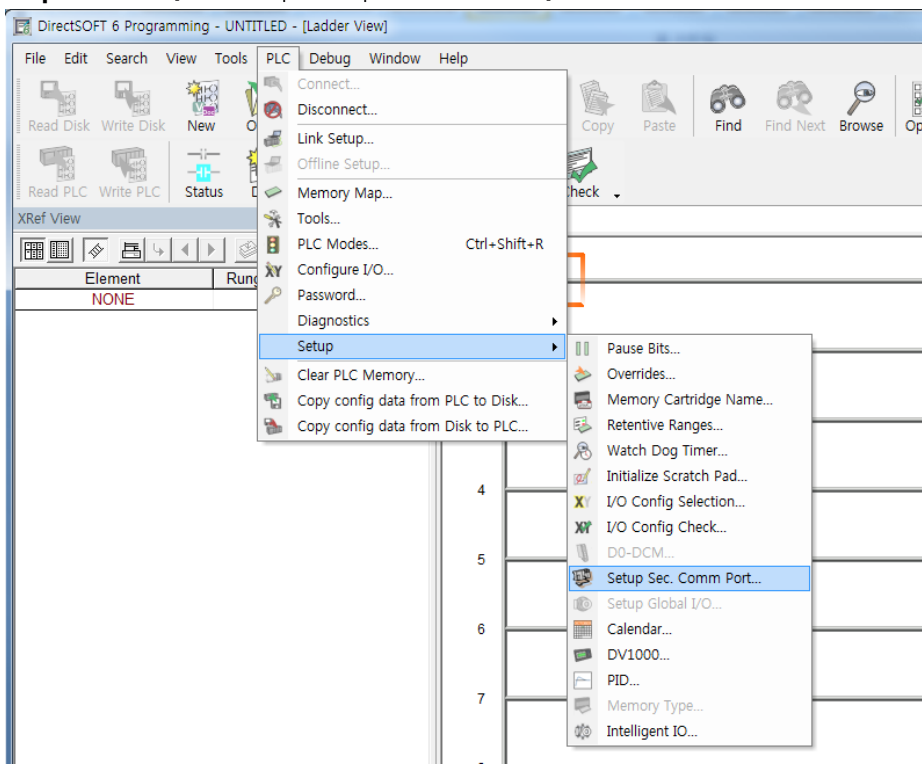 DirectSOFT 6 Programming - UNTITLED - [Ladder View]
File Edit Search View Tools PLC Debug Window Help
Read Disk Write Disk New Copy Paste Find Find Next Browse
Read PLC Write PLC Status
XRef View
Element
NONE
Connect...
Disconnect...
Link Setup...
Offline Setup...
Memory Map...
Tools...
PLC Modes... Ctrl+Shift+R
XY Configure I/O...
Password...
Diagnostics
Setup
Clear PLC Memory...
Copy config data from PLC to Disk...
Copy config data from Disk to PLC...
Pause Bits...
Overrides...
Memory Cartridge Name...
Retentive Ranges...
Watch Dog Timer...
Initialize Scratch Pad...
XY I/O Config Selection...
XY I/O Config Check...
D0-DCM...
Setup Sec. Comm Port...
Setup Global I/O...
Calendar...
DV1000...
PID...
Memory Type...
Intelligent IO...
4
5
6
7